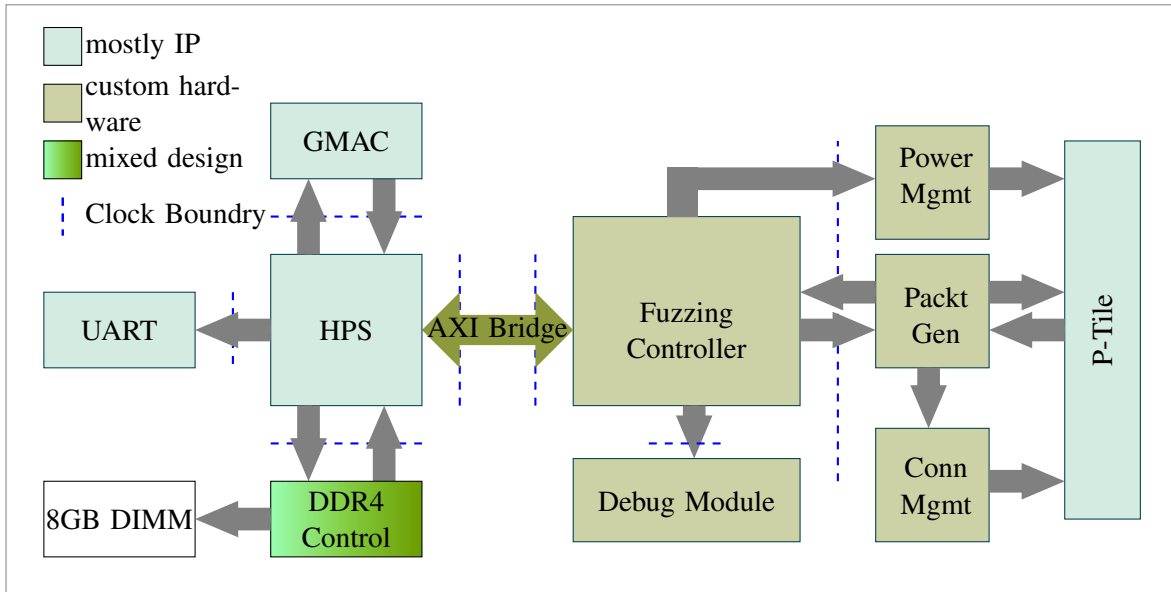 mostly IP
custom hard-
ware
mixed design
Clock Boundry
GMAC
UART
HPS
AXI Bridge
8GB DIMM
DDR4
Control
Fuzzing
Controller
Debug Module
Power
Mgmt
Packt
Gen
Conn
Mgmt
P-Tile